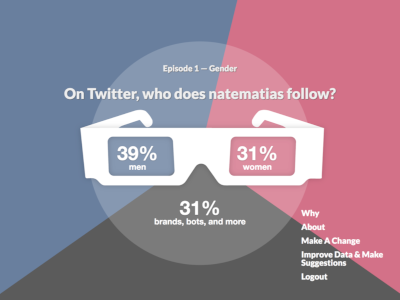 Episode 1 — Gender
On Twitter, who does natematias follow?
39%
men
31%
women
31%
brands, bots, and more
Why
About
Make A Change
Improve Data & Make
Suggestions
Logout